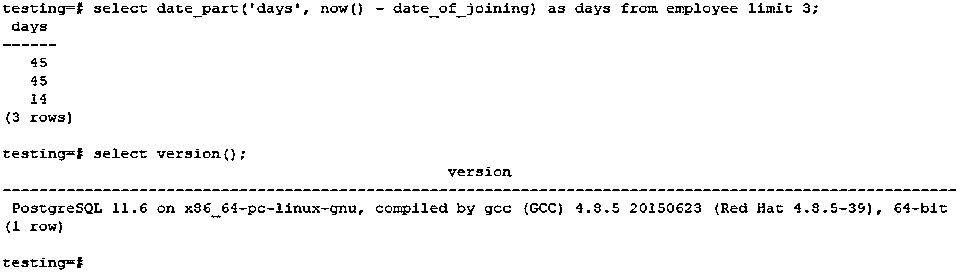 testing=# select date_part('days', now() - date_of_joining) as days from employee limit 3;
days
------
45
45
14
(3 rows)
testing=# select version();
version
---------------------------------------------------------------------------------------------------------
PostgreSQL 11.6 on x86_64-pc-linux-gnu, compiled by gcc (GCC) 4.8.5 20150623 (Red Hat 4.8.5-39), 64-bit
(1 row)
testing=#